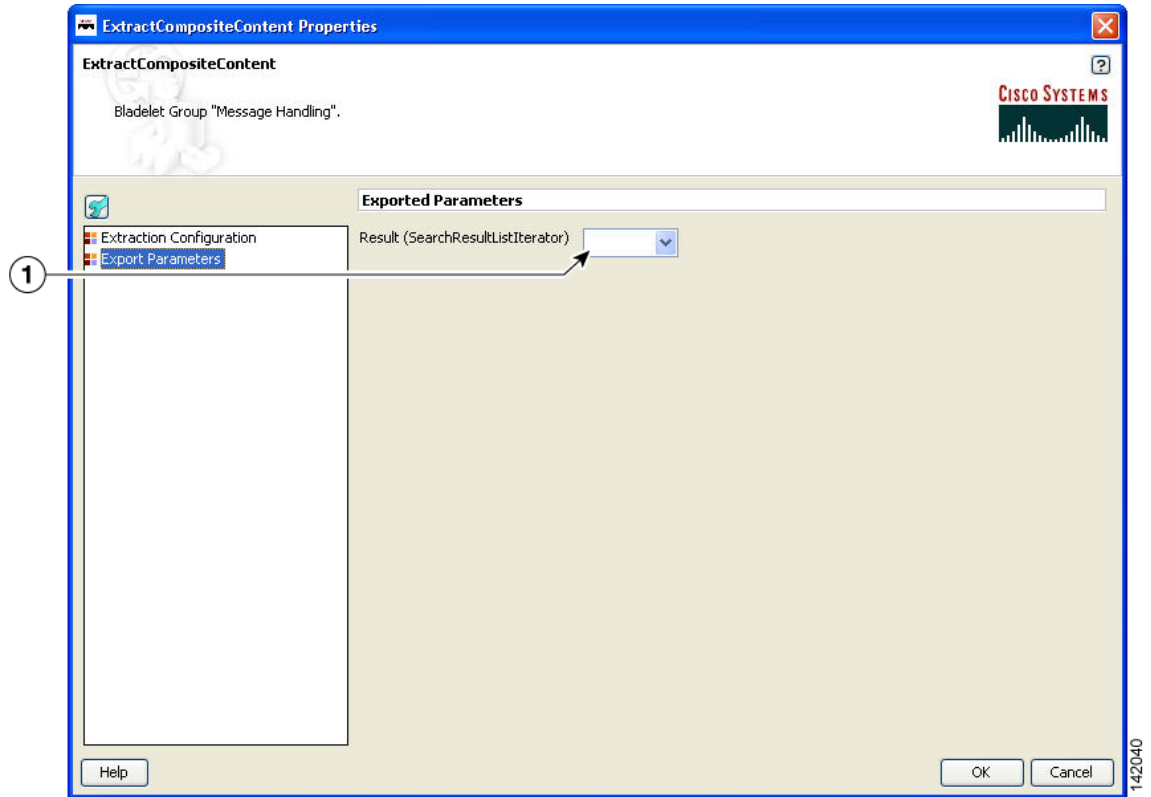 ExtractCompositeContent Properties
ExtractCompositeContent
?
Bladelet Group "Message Handling".
CISCO SYSTEMS
Exported Parameters
Extraction Configuration
Result (SearchResultListIterator)
Export Parameters
1
Help
OK
Cancel
142040